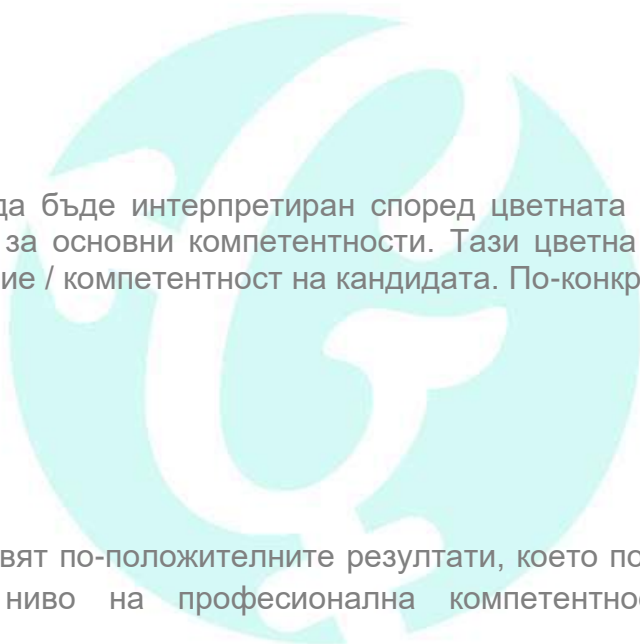 да бъде интерпретиран според цветната
за основни компетентности. Тази цветна
ие / компетентност на кандидата. По-конкр
вят по-положителните резултати, което по
ниво на професионална компетентно